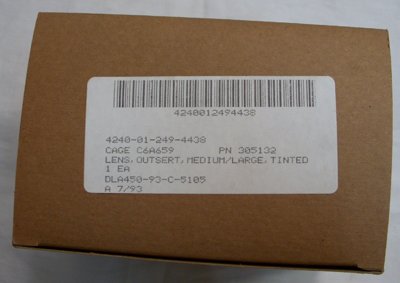 4240012494438
4240-01-249-4438
CAGE C6A659 PN 305132
LENS, OUTSERT, MEDIUM/LARGE, TINTED
1 EA
DLA450-93-C-5105
A 7/93